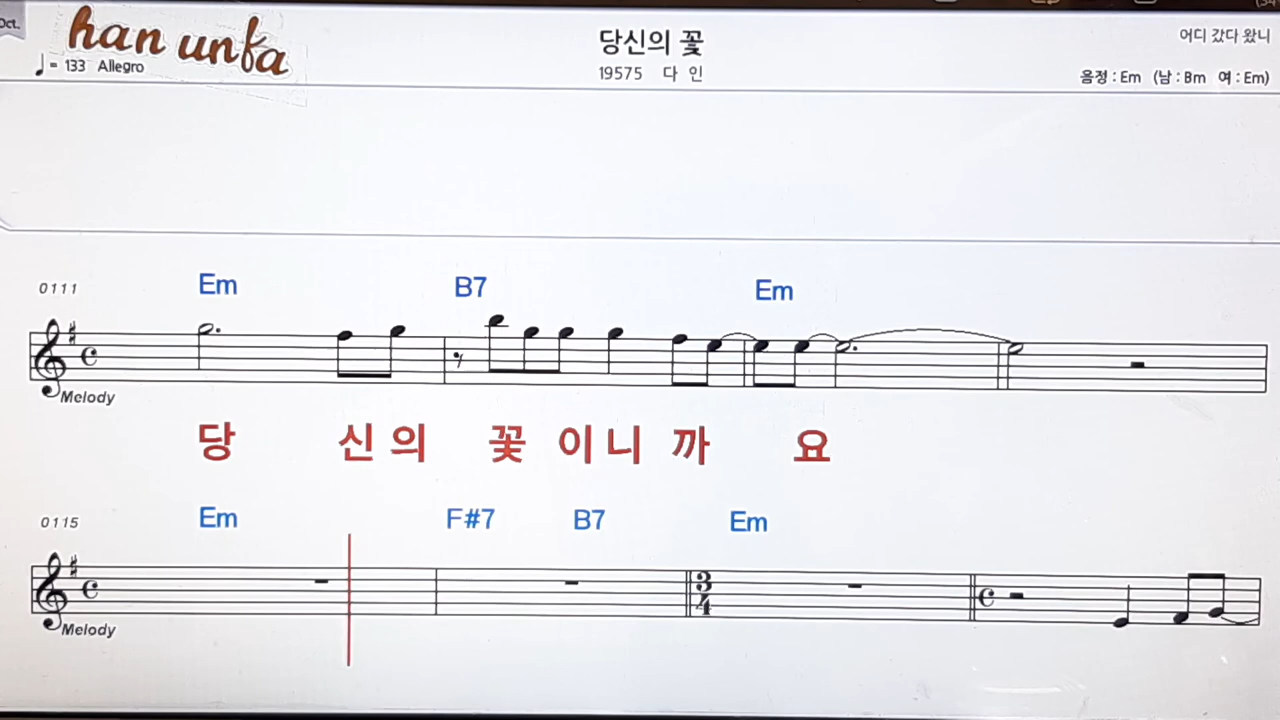 Oct.
han unfa
당신의 꽃
어디 갔다 왔니
♩ = 133 Allegro
19575 다 인
음정 : Em (남 : Bm 여 : Em)
0111
Em B7 Em
Melody
당 신 의 꽃 이 니 까 요
0115
Em F#7 B7 Em
3
4
Melody